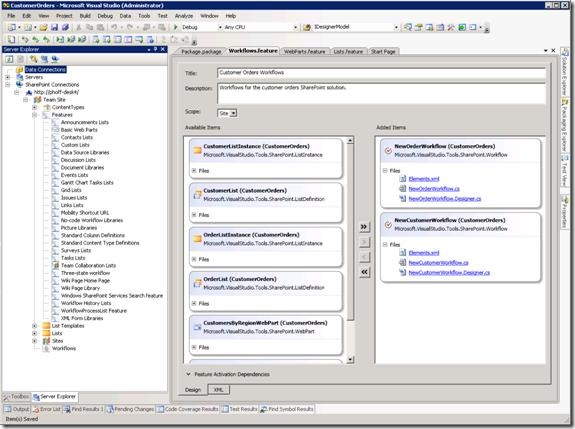 CustomerOrders - Microsoft Visual Studio (Administrator)
File Edit View Project Build Debug Data Tools Test Analyze Window Help
Debug Any CPU IDesignerModel
Server Explorer
Data Connections
Servers
SharePoint Connections
http://phoff-desk4/
Team Site
ContentTypes
Features
Announcements Lists
Basic Web Parts
Contacts Lists
Custom Lists
Data Source Libraries
Discussion Lists
Document Libraries
Events Lists
Gantt Chart Tasks Lists
Grid Lists
Issues Lists
Links Lists
Mobility Shortcut URL
No-code Workflow Libraries
Picture Libraries
Standard Column Definitions
Standard Content Type Definitions
Surveys Lists
Tasks Lists
Team Collaboration Lists
Three-state workflow
Wiki Page Home Page
Wiki Page Library
Windows SharePoint Services Search feature
Workflow History Lists
WorkflowProcessList Feature
XML Form Libraries
List Templates
Lists
Sites
Workflows
Toolbox Server Explorer
Package.package Workflows.feature WebParts.feature Lists.feature Start Page
Title: Customer Orders Workflows
Description: Workflows for the customer orders SharePoint solution.
Scope: Site
Available Items
CustomerListInstance (CustomerOrders)
Microsoft.VisualStudio.Tools.SharePoint.ListInstance
Files
CustomerList (CustomerOrders)
Microsoft.VisualStudio.Tools.SharePoint.ListDefinition
Files
OrderListInstance (CustomerOrders)
Microsoft.VisualStudio.Tools.SharePoint.ListInstance
Files
OrderList (CustomerOrders)
Microsoft.VisualStudio.Tools.SharePoint.ListDefinition
Files
CustomersByRegionWebPart (CustomerOrders)
Microsoft.VisualStudio.Tools.SharePoint.WebPart
Files
Added Items
NewOrderWorkflow (CustomerOrders)
Microsoft.VisualStudio.Tools.SharePoint.Workflow
Files
Elements.xml
NewOrderWorkflow.cs
NewOrderWorkflow.Designer.cs
NewCustomerWorkflow (CustomerOrders)
Microsoft.VisualStudio.Tools.SharePoint.Workflow
Files
Elements.xml
NewCustomerWorkflow.cs
NewCustomerWorkflow.Designer.cs
Feature Activation Dependencies
Design XML
Solution Explorer
Packaging Explorer
Test View
Properties
Output Error List Find Results 1 Pending Changes Code Coverage Results Test Results Find Symbol Results
Item(s) Saved